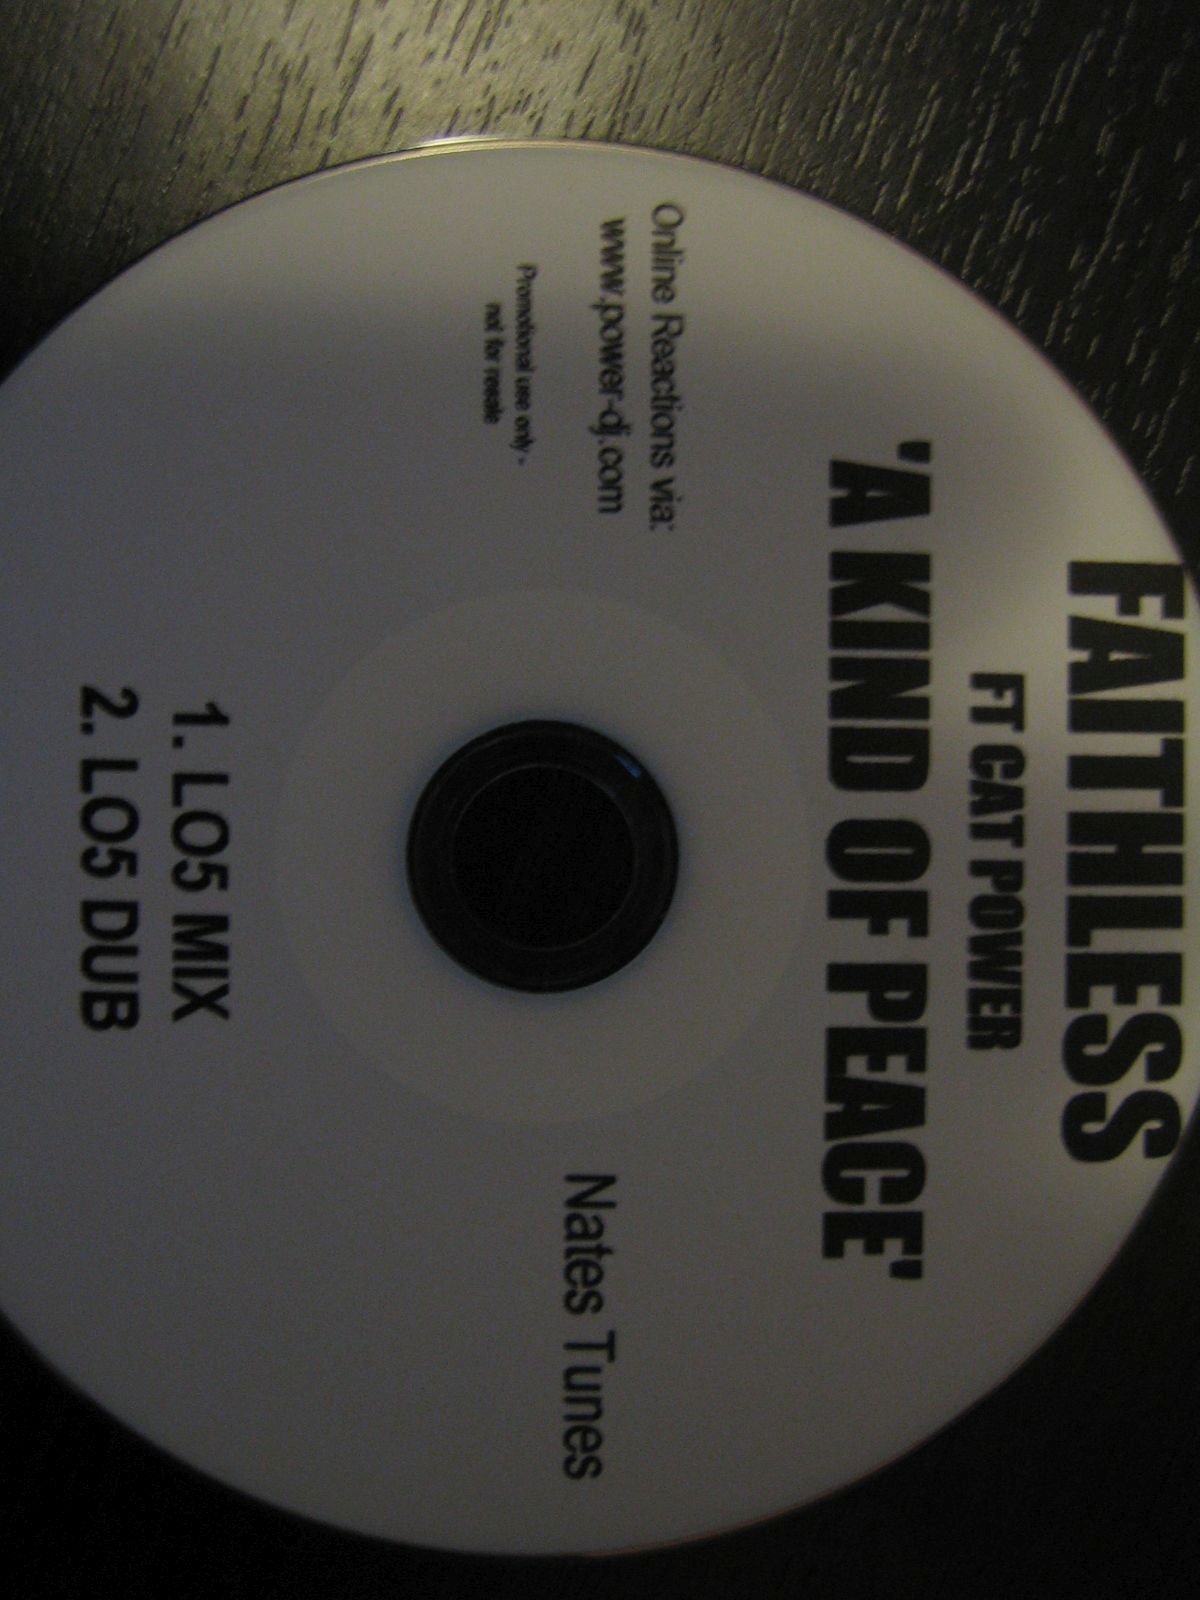 FAITHLESS
FT CAT POWER
'A KIND OF PEACE'
Online Reactions via:
www.power-dj.com
Promotional use only -
not for resale
Nates Tunes
1. LO5 MIX
2. LO5 DUB